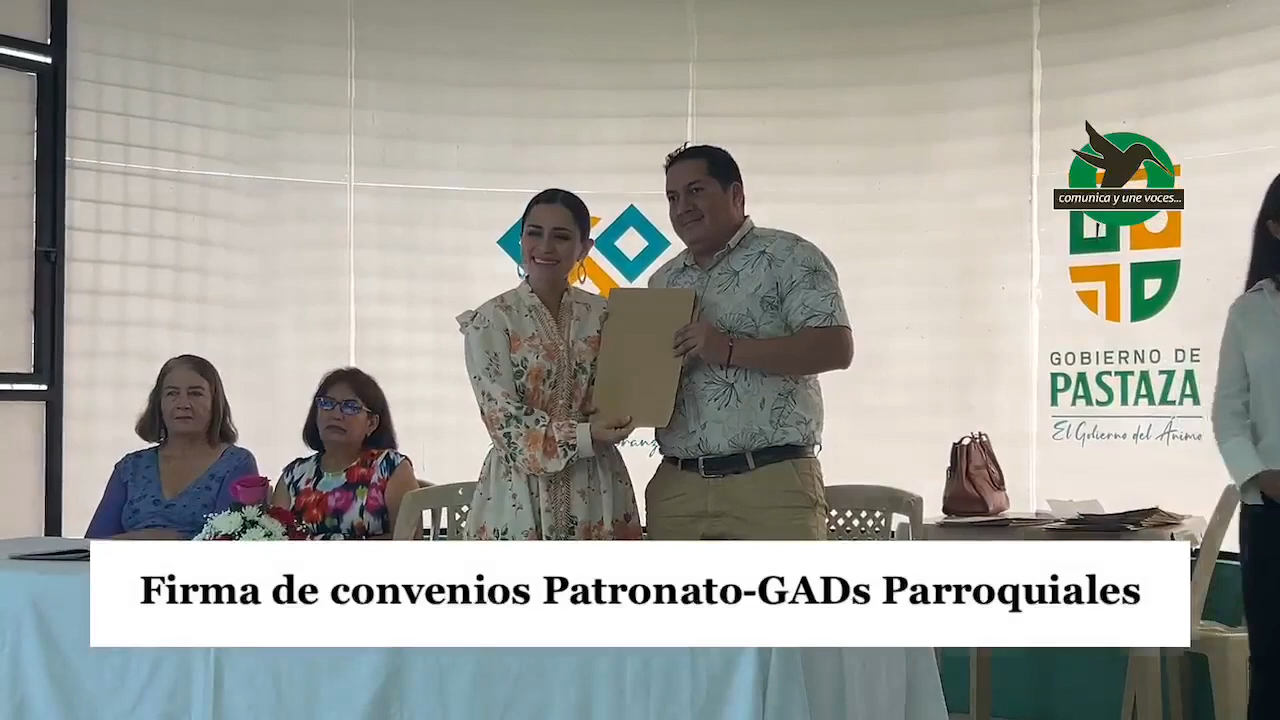 comunica y une voces...
GOBIERNO DE
PASTAZA
El Gobierno del Ánimo
Firma de convenios Patronato-GADs Parroquiales